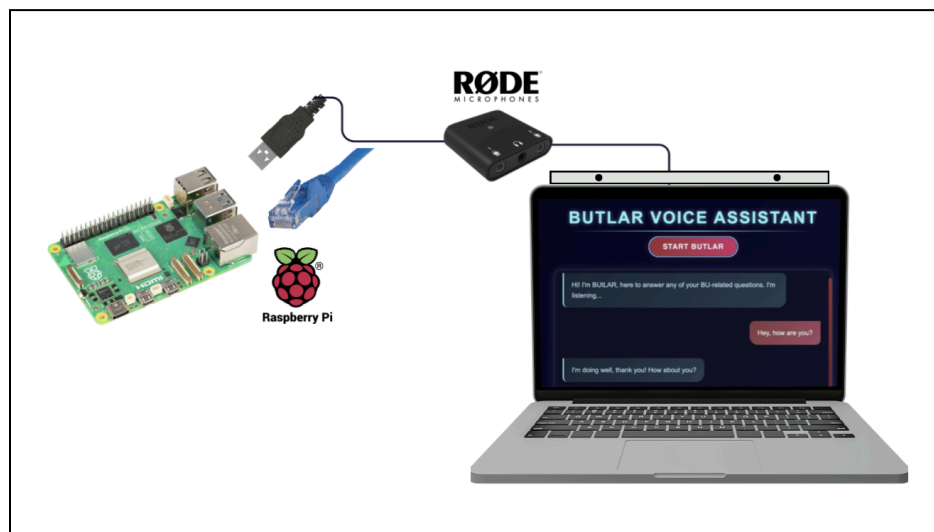 RØDE
MICROPHONES
BUTLAR VOICE ASSISTANT
START BUTLAR
Hi! I'm BUtLAR, here to answer any of your BU-related questions. I'm
listening...
Hey, how are you?
I'm doing well, thank you! How about you?
Raspberry Pi